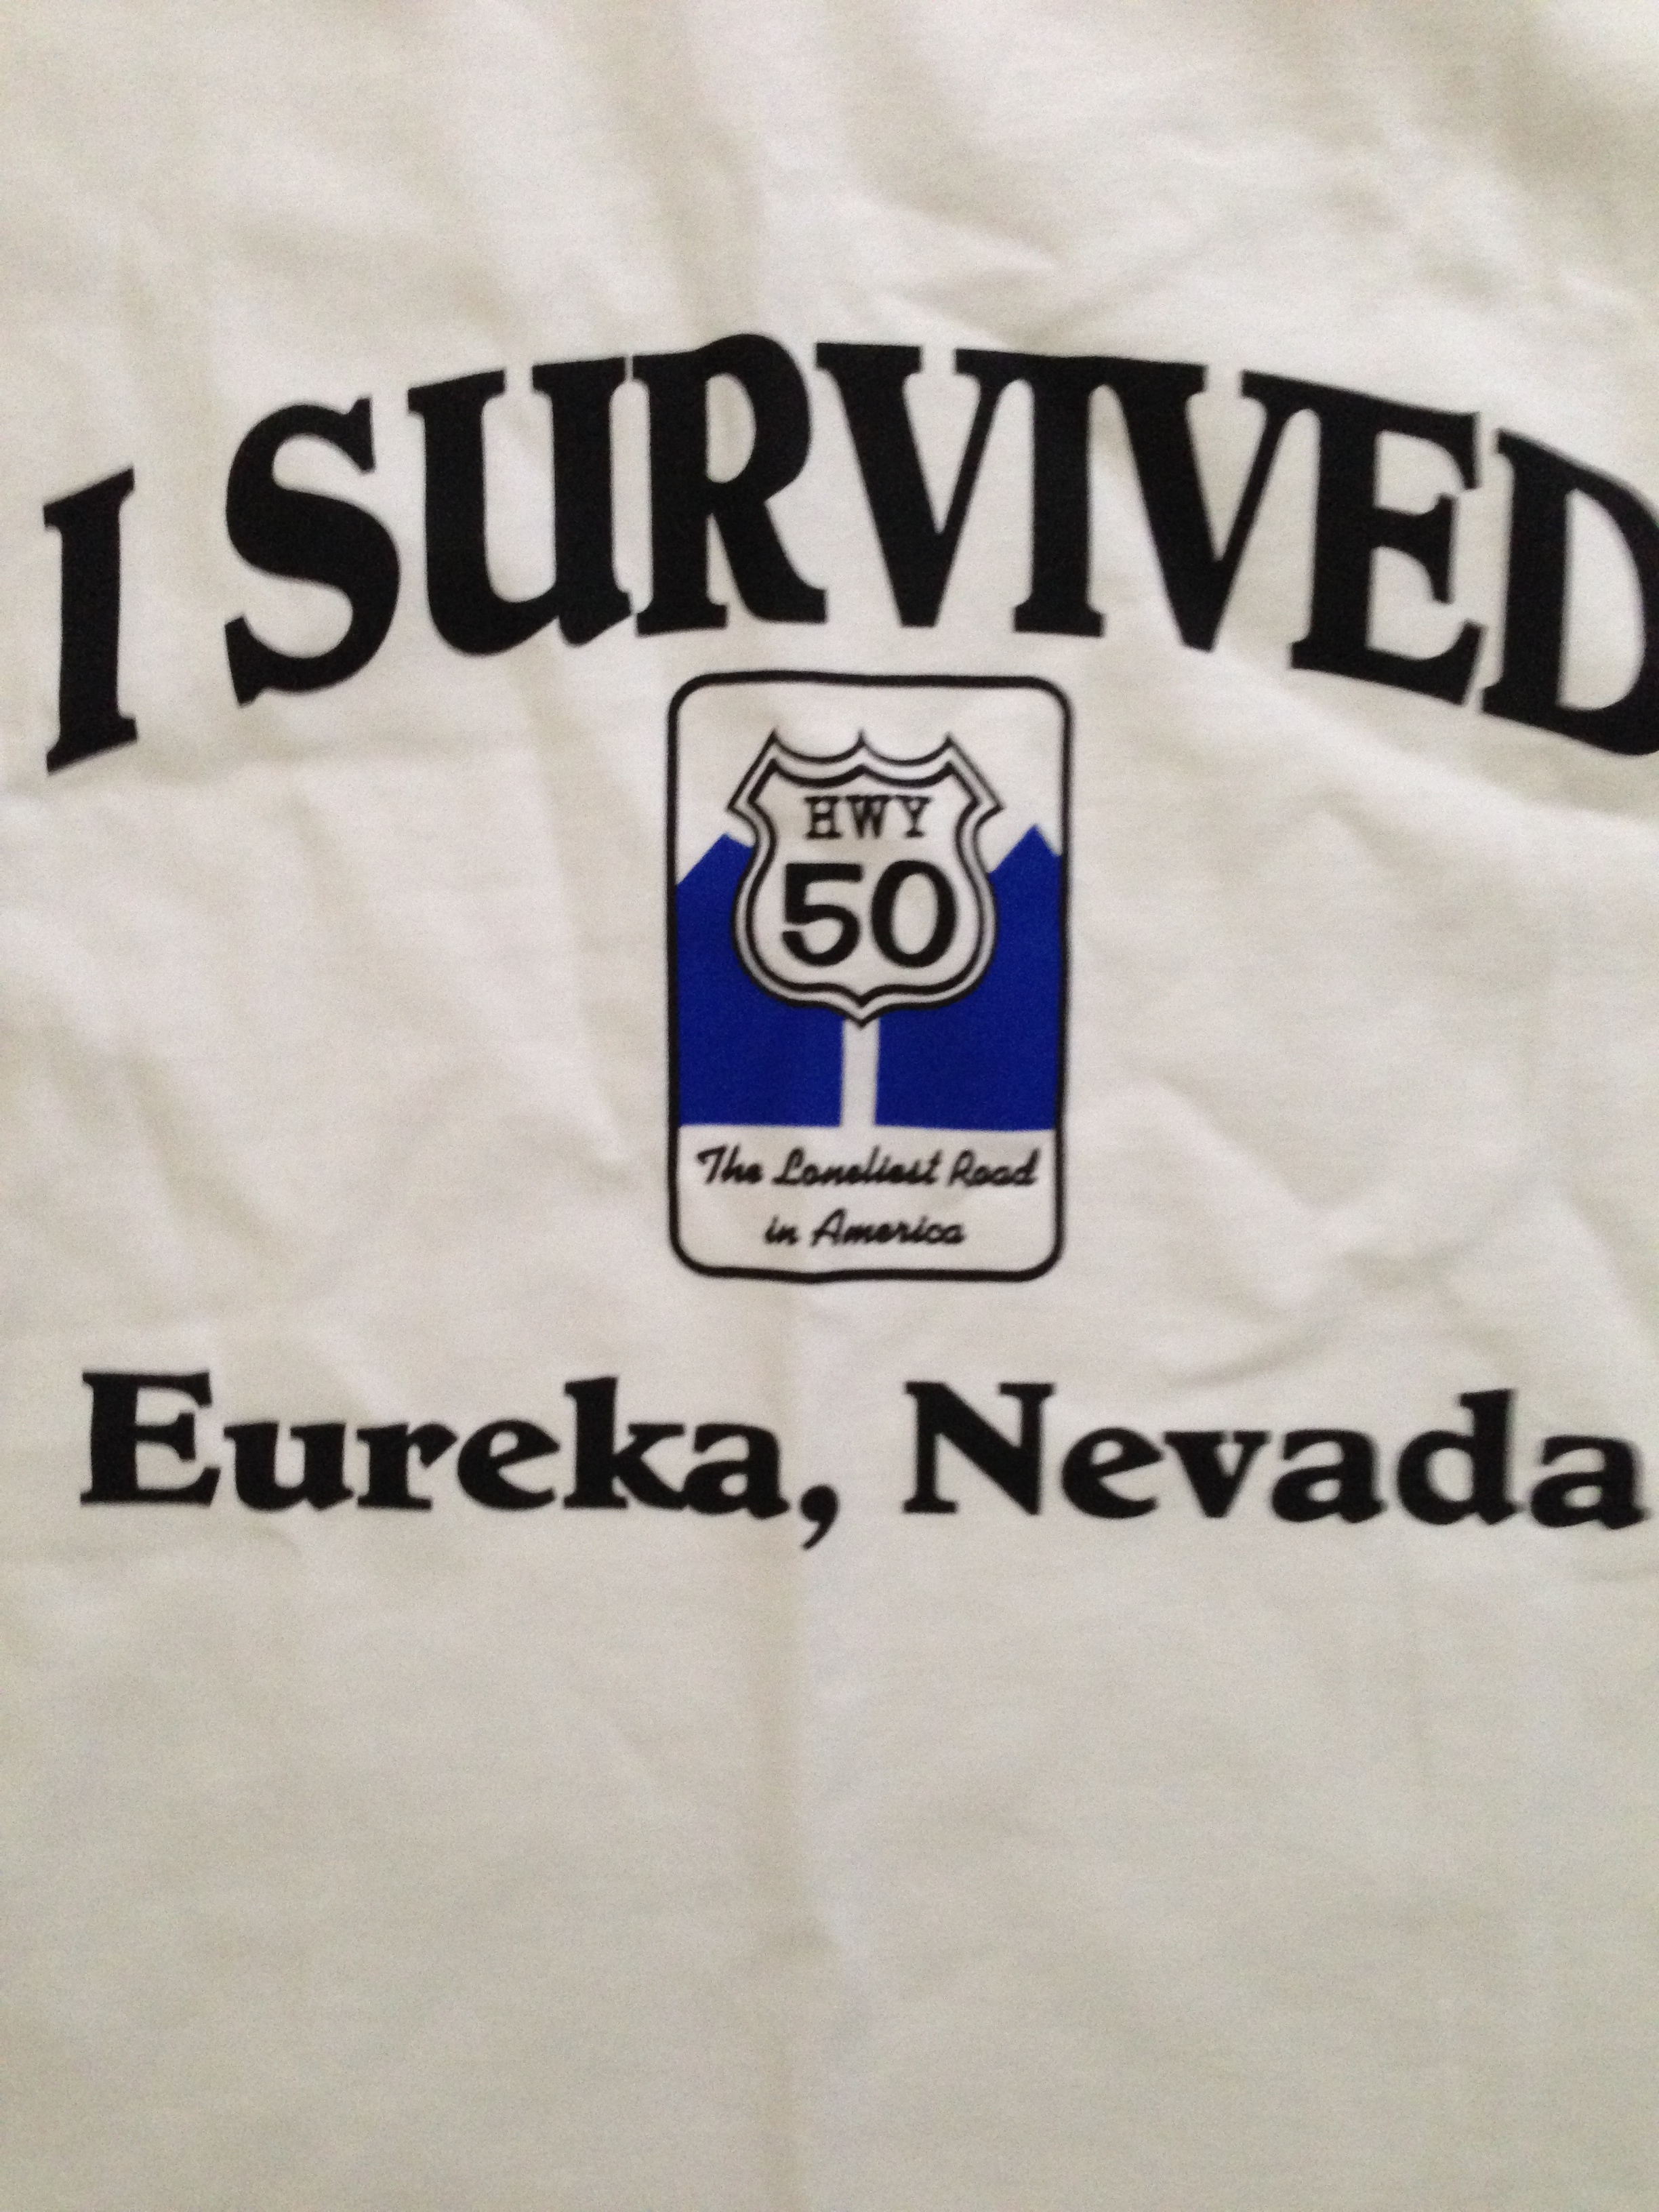 I SURVIVED
HWY
50
The Loneliest Road
in America
Eureka, Nevada